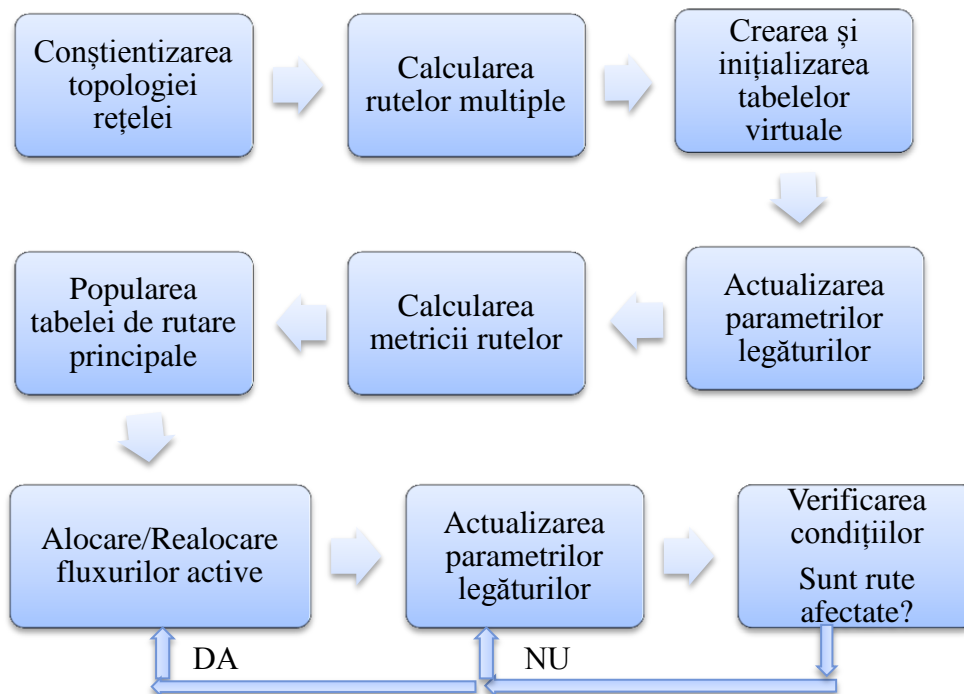 Conștientizarea
topologiei
rețelei
Calcularea
rutelor multiple
Crearea și
inițializarea
tabelelor
virtuale
Actualizarea
parametrilor
legăturilor
Calcularea
metricii rutelor
Popularea
tabelei de rutare
principale
Alocare/Realocare
fluxurilor active
Actualizarea
parametrilor
legăturilor
Verificarea
condițiilor
Sunt rute
afectate?
DA
NU